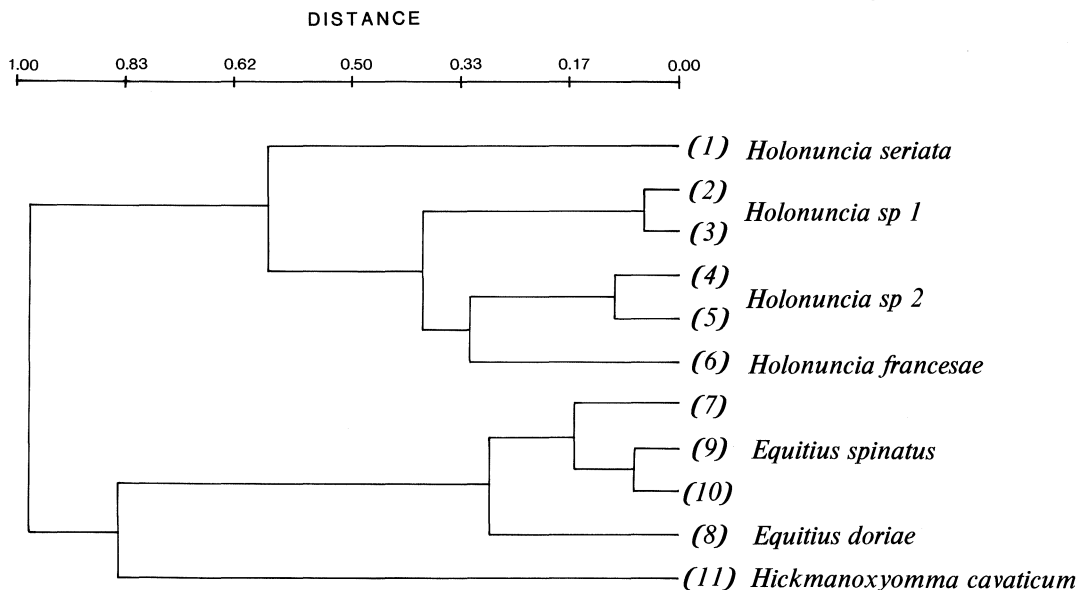 DISTANCE
1.00 0.83 0.62 0.50 0.33 0.17 0.00
(1) Holonuncia seriata
(2)
Holonuncia sp 1
(3)
(4)
Holonuncia sp 2
(5)
(6) Holonuncia francesae
(7)
(9) Equitius spinatus
(10)
(8) Equitius doriae
(11) Hickmanoxyomma cavaticum